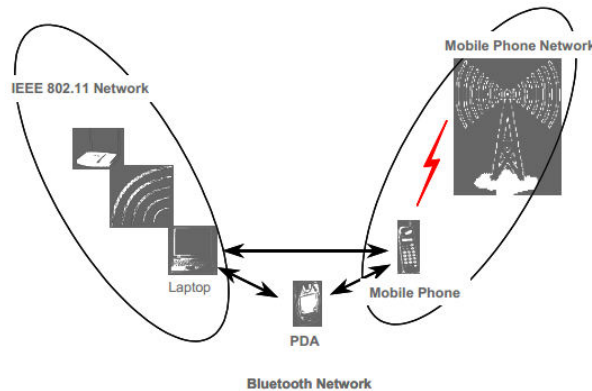 Mobile Phone Network
IEEE 802.11 Network
Laptop
Mobile Phone
PDA
Bluetooth Network